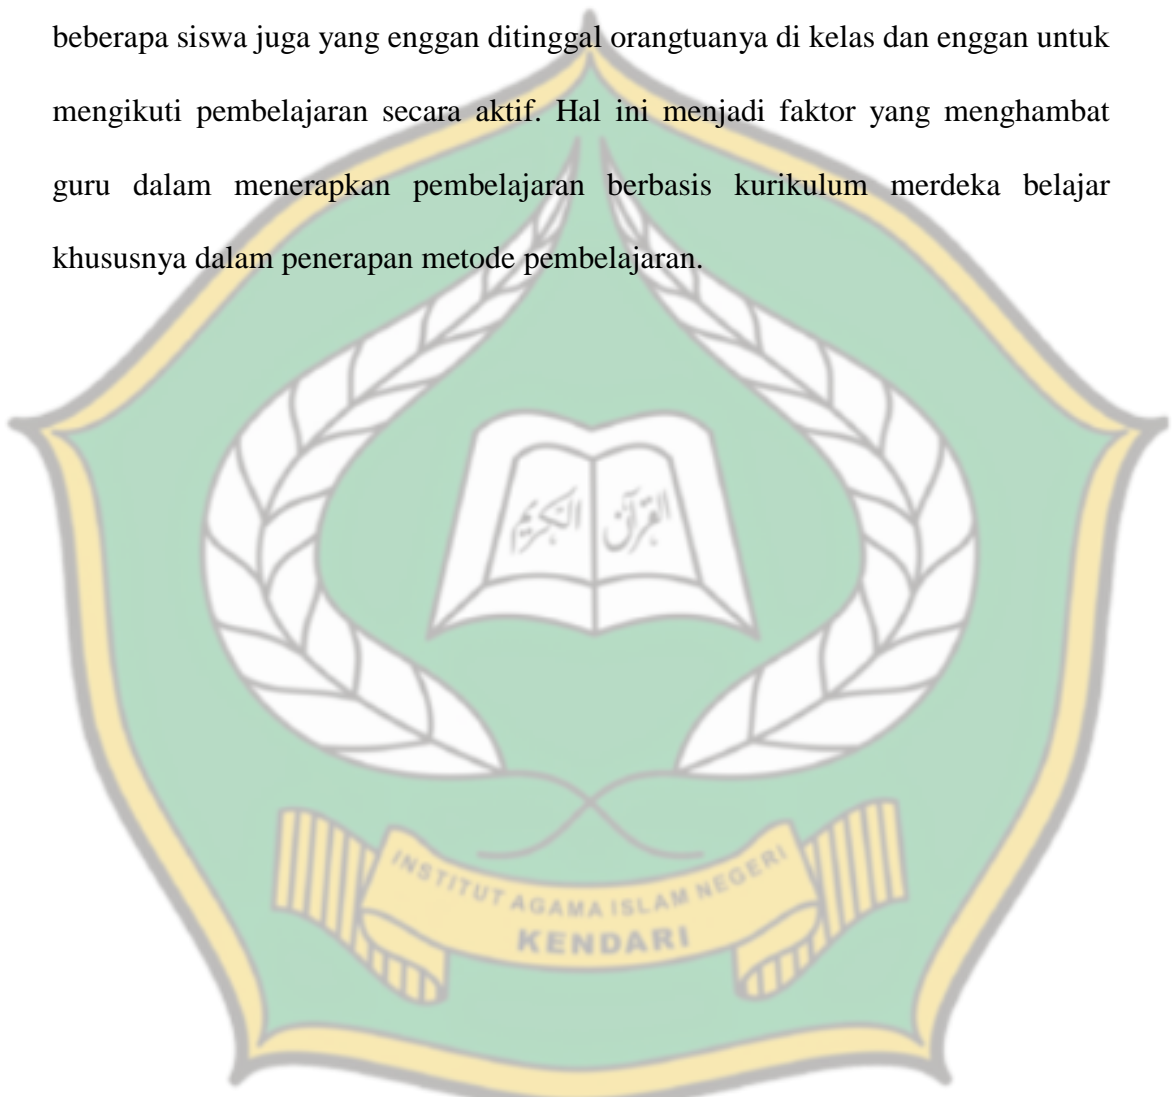 beberapa siswa juga yang enggan ditinggal orangtuanya di kelas dan enggan untuk
mengikuti pembelajaran secara aktif. Hal ini menjadi faktor yang menghambat
guru dalam menerapkan pembelajaran berbasis kurikulum merdeka belajar
khususnya dalam penerapan metode pembelajaran.
القرآن الكريم
INSTITUT AGAMA ISLAM NEGERI
KENDARI